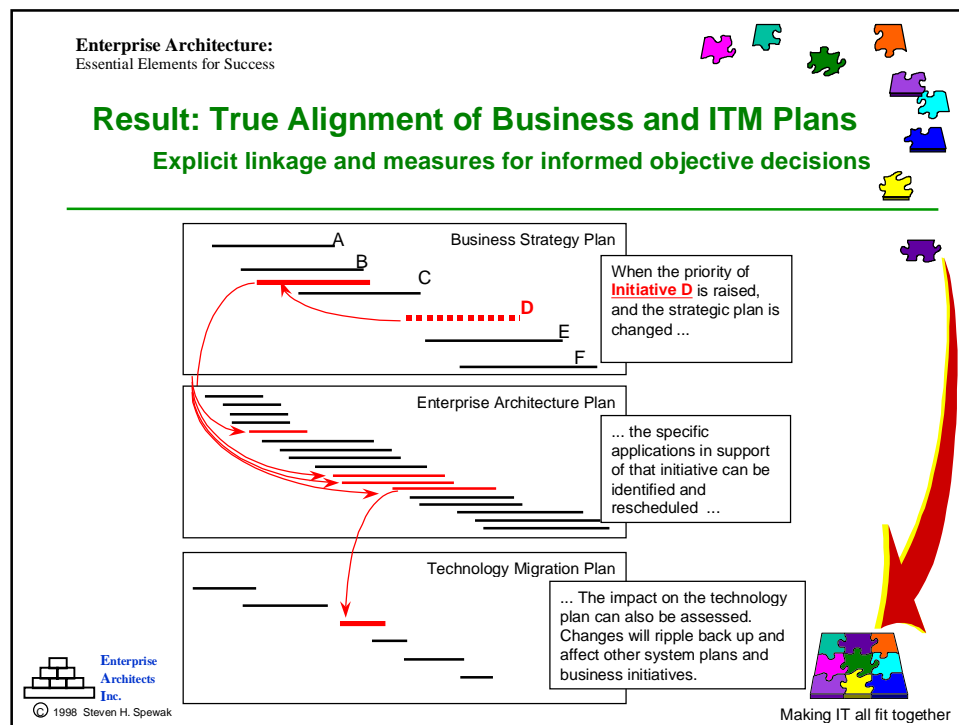 Enterprise Architecture:
Essential Elements for Success
Result: True Alignment of Business and ITM Plans
Explicit linkage and measures for informed objective decisions
Business Strategy Plan
A
B
C
D
E
F
When the priority of
Initiative D is raised,
and the strategic plan is
changed ...
Enterprise Architecture Plan
... the specific
applications in support
of that initiative can be
identified and
rescheduled ...
Technology Migration Plan
... The impact on the technology
plan can also be assessed.
Changes will ripple back up and
affect other system plans and
business initiatives.
Enterprise
Architects
Inc.
© 1998 Steven H. Spewak
Making IT all fit together